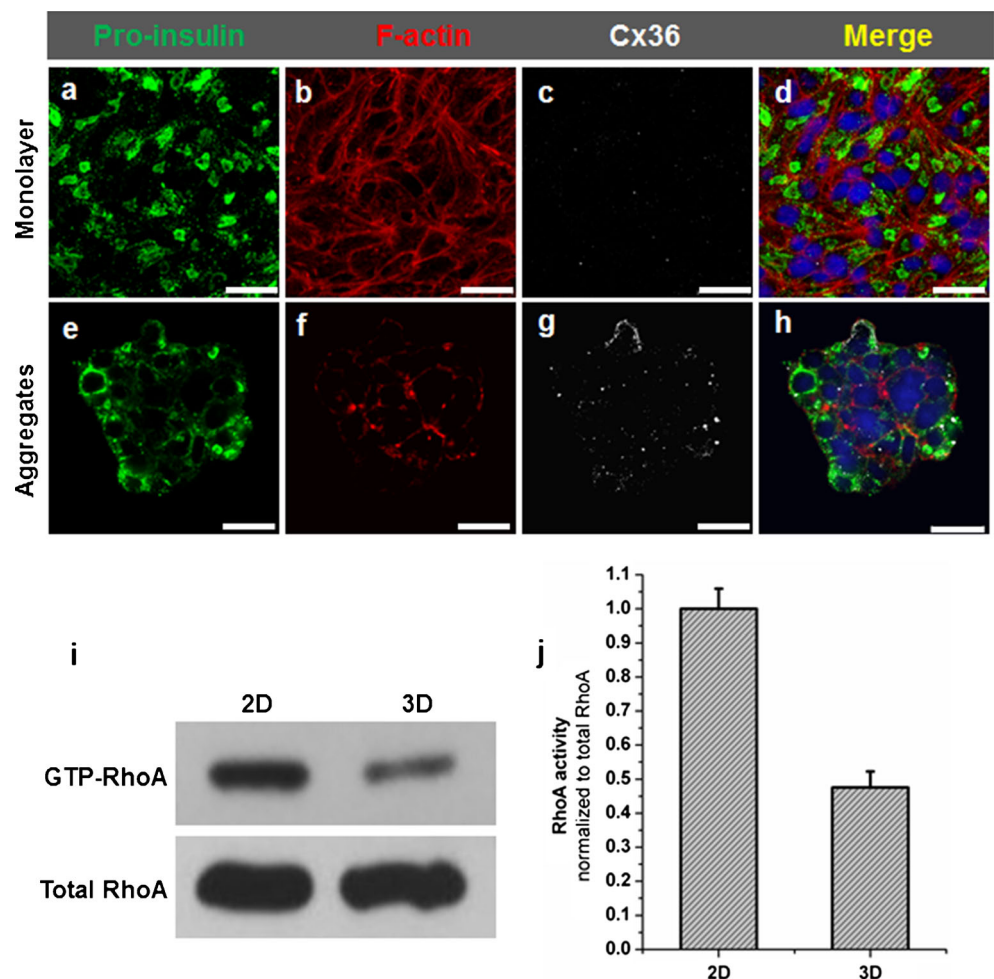 Pro-insulin F-actin Cx36 Merge
Monolayer
a b c d
Aggregates
e f g h
i
2D 3D
GTP-RhoA
Total RhoA
j
RhoA activity
normalized to total RhoA
1.1
1.0
0.9
0.8
0.7
0.6
0.5
0.4
0.3
0.2
0.1
0.0
2D 3D